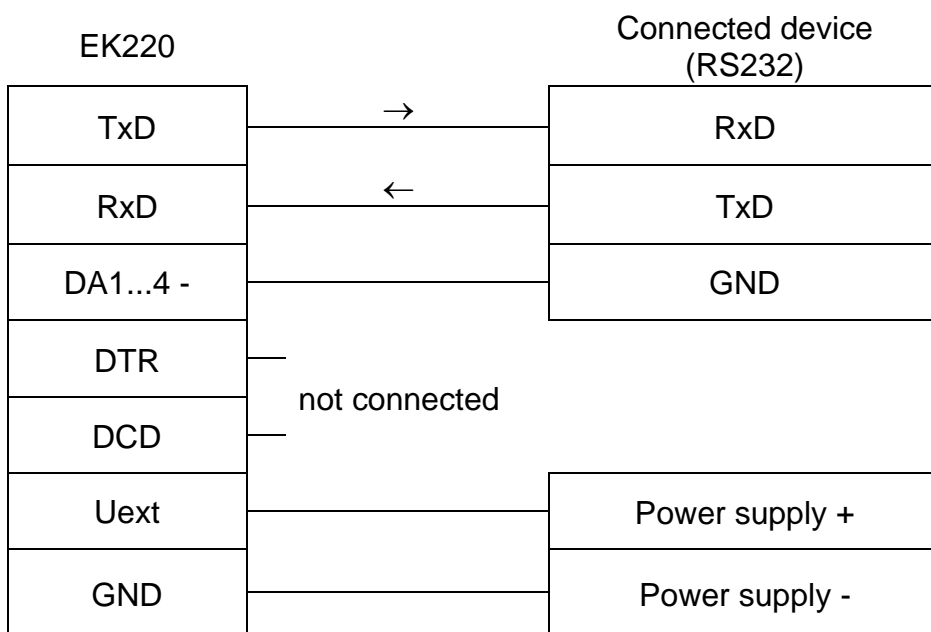 EK220
Connected device
(RS232)
TxD
→
RxD
RxD
←
TxD
DA1...4 -
GND
DTR
not connected
DCD
Uext
Power supply +
GND
Power supply -